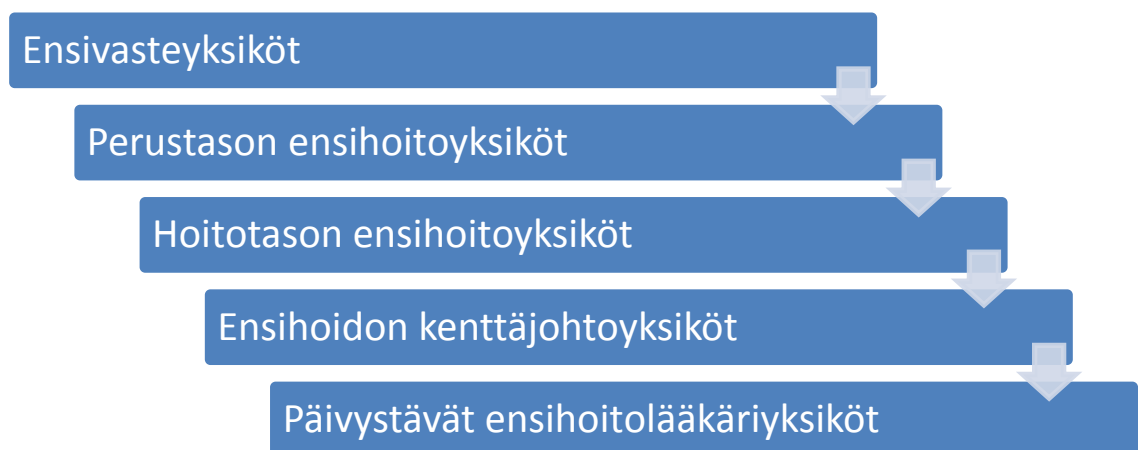 Ensivasteyksiköt
Perustason ensihoitoyksiköt
Hoitotason ensihoitoyksiköt
Ensihoidon kenttäjohtoyksiköt
Päivystävät ensihoitolääkäriyksiköt